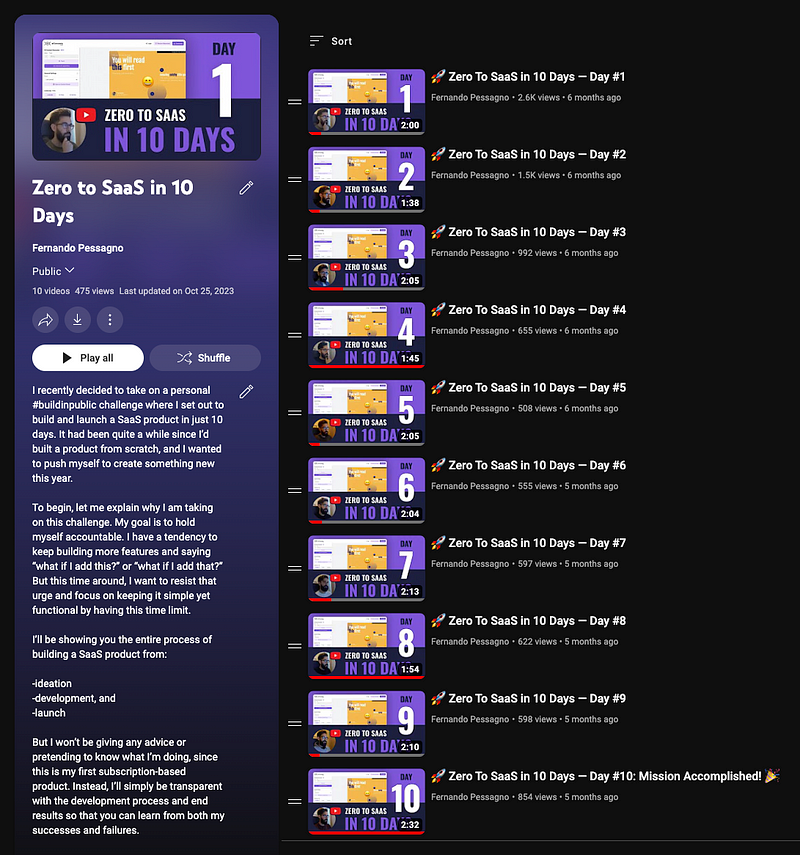 DAY
1
You will read
this first
ZERO TO SAAS
IN 10 DAYS
Zero to SaaS in 10
Days
Fernando Pessagno
Public
10 videos 475 views Last updated on Oct 25, 2023
Play all
Shuffle
I recently decided to take on a personal
#buildinpublic challenge where I set out to
build and launch a SaaS product in just 10
days. It had been quite a while since I’d
built a product from scratch, and I wanted
to push myself to create something new
this year.
To begin, let me explain why I am taking
on this challenge. My goal is to hold
myself accountable. I have a tendency to
keep building more features and saying
“what if I add this?” or “what if I add that?”
But this time around, I want to resist that
urge and focus on keeping it simple yet
functional by having this time limit.
I’ll be showing you the entire process of
building a SaaS product from:
-ideation
-development, and
-launch
But I won’t be giving any advice or
pretending to know what I’m doing, since
this is my first subscription-based
product. Instead, I’ll simply be transparent
with the development process and end
results so that you can learn from both my
successes and failures.
Sort
DAY
1
ZERO TO SAAS
IN 10 DA
2:00
🚀 Zero To SaaS in 10 Days — Day #1
Fernando Pessagno • 2.6K views • 6 months ago
DAY
2
ZERO TO SAAS
IN 10 DA
1:38
🚀 Zero To SaaS in 10 Days — Day #2
Fernando Pessagno • 1.5K views • 6 months ago
DAY
3
ZERO TO SAAS
IN 10 DA
2:05
🚀 Zero To SaaS in 10 Days — Day #3
Fernando Pessagno • 992 views • 6 months ago
DAY
4
ZERO TO SAAS
IN 10 DA
1:45
🚀 Zero To SaaS in 10 Days — Day #4
Fernando Pessagno • 655 views • 6 months ago
DAY
5
ZERO TO SAAS
IN 10 DA
2:05
🚀 Zero To SaaS in 10 Days — Day #5
Fernando Pessagno • 508 views • 6 months ago
DAY
6
ZERO TO SAAS
IN 10 DA
2:04
🚀 Zero To SaaS in 10 Days — Day #6
Fernando Pessagno • 555 views • 5 months ago
DAY
7
ZERO TO SAAS
IN 10 DA
2:13
🚀 Zero To SaaS in 10 Days — Day #7
Fernando Pessagno • 597 views • 5 months ago
DAY
8
ZERO TO SAAS
IN 10 DA
1:54
🚀 Zero To SaaS in 10 Days — Day #8
Fernando Pessagno • 622 views • 5 months ago
DAY
9
ZERO TO SAAS
IN 10 DA
2:10
🚀 Zero To SaaS in 10 Days — Day #9
Fernando Pessagno • 598 views • 5 months ago
DAY
10
ZERO TO SAAS
IN 10 DA
2:32
🚀 Zero To SaaS in 10 Days — Day #10: Mission Accomplished! 🎉
Fernando Pessagno • 854 views • 5 months ago